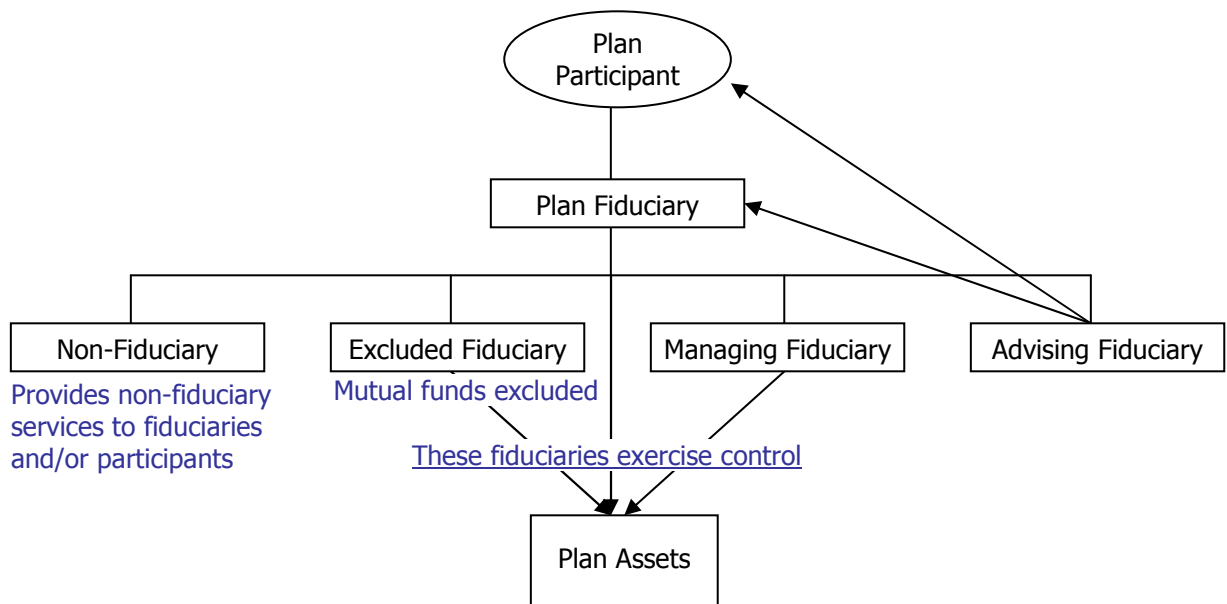 Plan
Participant
Plan Fiduciary
Non-Fiduciary
Excluded Fiduciary
Managing Fiduciary
Advising Fiduciary
Provides non-fiduciary
services to fiduciaries
and/or participants
Mutual funds excluded
These fiduciaries exercise control
Plan Assets